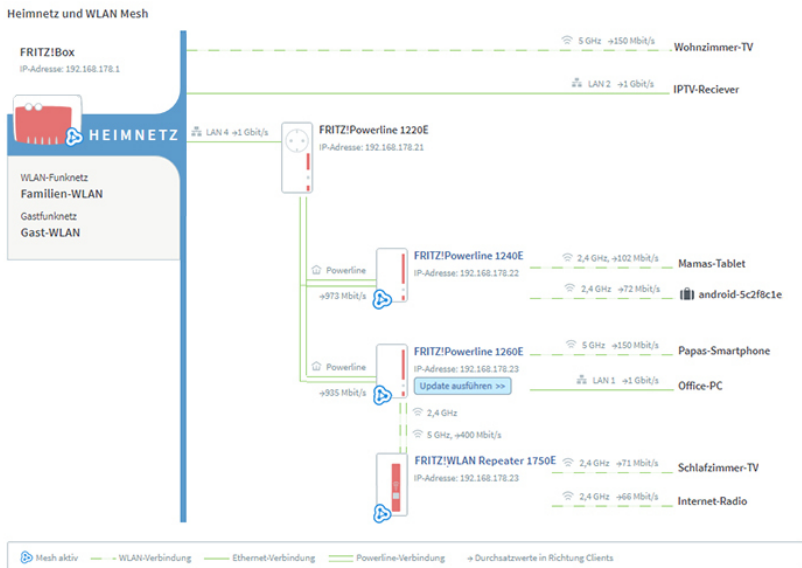 Heimnetz und WLAN Mesh
FRITZ!Box
IP-Adresse: 192.168.178.1
HEIMNETZ
WLAN-Funknetz
Familien-WLAN
Gastfunknetz
Gast-WLAN
5 GHz →150 Mbit/s
Wohnzimmer-TV
LAN 2 →1 Gbit/s
IPTV-Reciever
LAN 4 →1 Gbit/s
FRITZ!Powerline 1220E
IP-Adresse: 192.168.178.21
Powerline
→973 Mbit/s
FRITZ!Powerline 1240E
IP-Adresse: 192.168.178.22
2,4 GHz, →102 Mbit/s
Mamas-Tablet
2,4 GHz →72 Mbit/s
android-5c2f8c1e
Powerline
→935 Mbit/s
FRITZ!Powerline 1260E
IP-Adresse: 192.168.178.23
Update ausführen >>
5 GHz →150 Mbit/s
Papas-Smartphone
LAN 1 →1 Gbit/s
Office-PC
2,4 GHz
5 GHz, →400 Mbit/s
FRITZ!WLAN Repeater 1750E
IP-Adresse: 192.168.178.23
2,4 GHz →71 Mbit/s
Schlafzimmer-TV
2,4 GHz →66 Mbit/s
Internet-Radio
Mesh aktiv
WLAN-Verbindung
Ethernet-Verbindung
Powerline-Verbindung
→ Durchsatzwerte in Richtung Clients